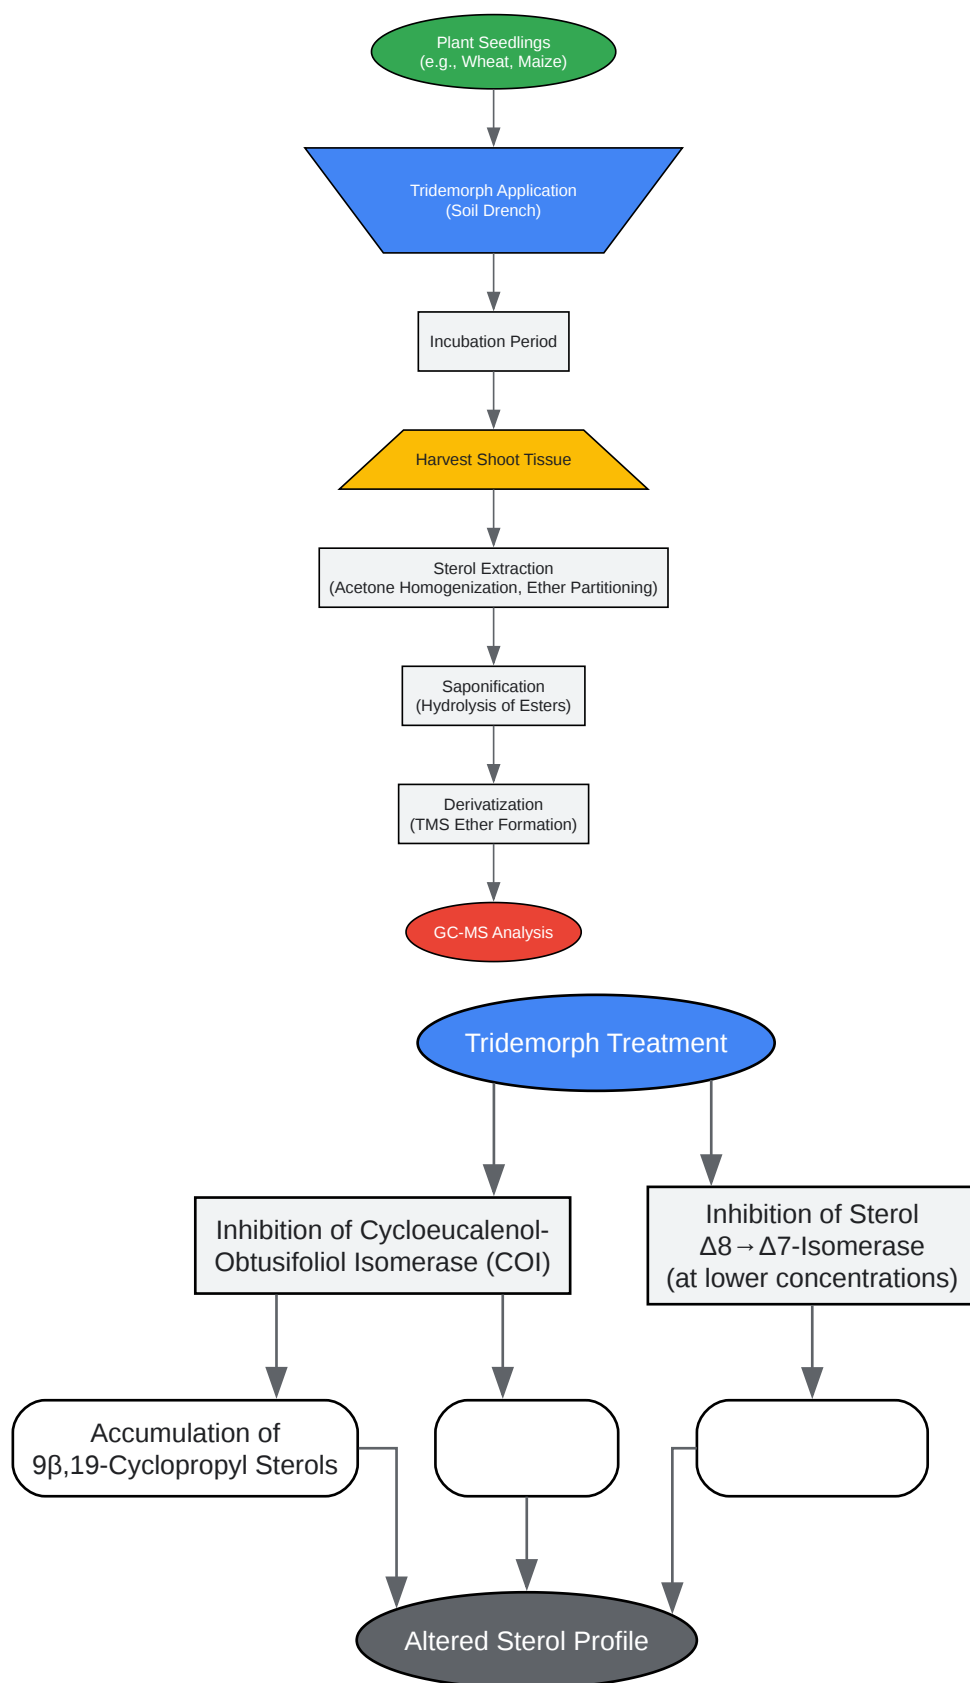 Plant Seedlings
(e.g., Wheat, Maize)
Tridemorph Application
(Soil Drench)
Incubation Period
Harvest Shoot Tissue
Sterol Extraction
(Acetone Homogenization, Ether Partitioning)
Saponification
(Hydrolysis of Esters)
Derivatization
(TMS Ether Formation)
GC-MS Analysis
Tridemorph Treatment
Inhibition of Cycloeucalenol-
Obtusifoliol Isomerase (COI)
Inhibition of Sterol
Δ8→Δ7-Isomerase
(at lower concentrations)
Accumulation of
9β,19-Cyclopropyl Sterols
Altered Sterol Profile